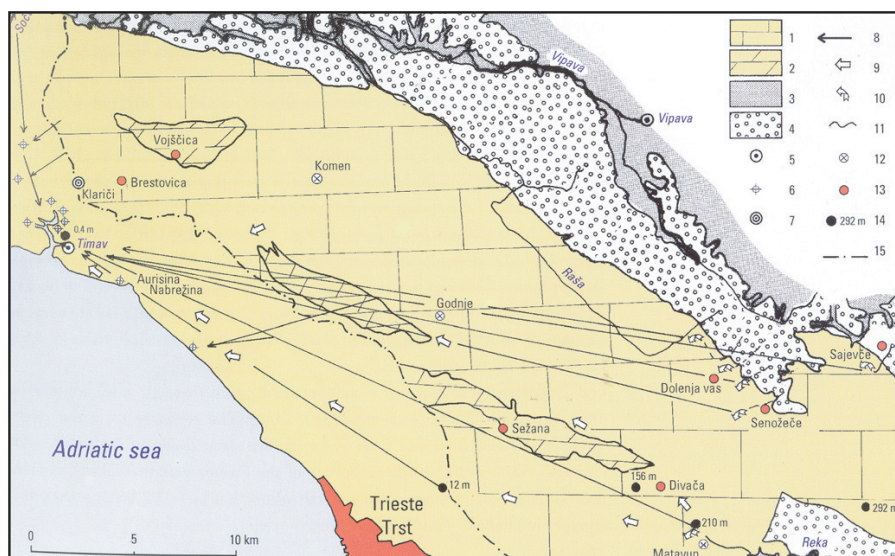 Soča
Vipava
Vipava
Vojščica
Komen
Brestovica
Klariči
0.4 m
Timav
Aurisina
Nabrežina
Godnje
Raša
Sajevče
Dolenja vas
Senožeče
Sežana
Adriatic sea
12 m
156 m
Divača
210 m
292 m
Matavun
Reka
Trieste
Trst
0 5 10 km
1
2
3
4
5
6
7
8
9
10
11
12
13
292 m 14
15